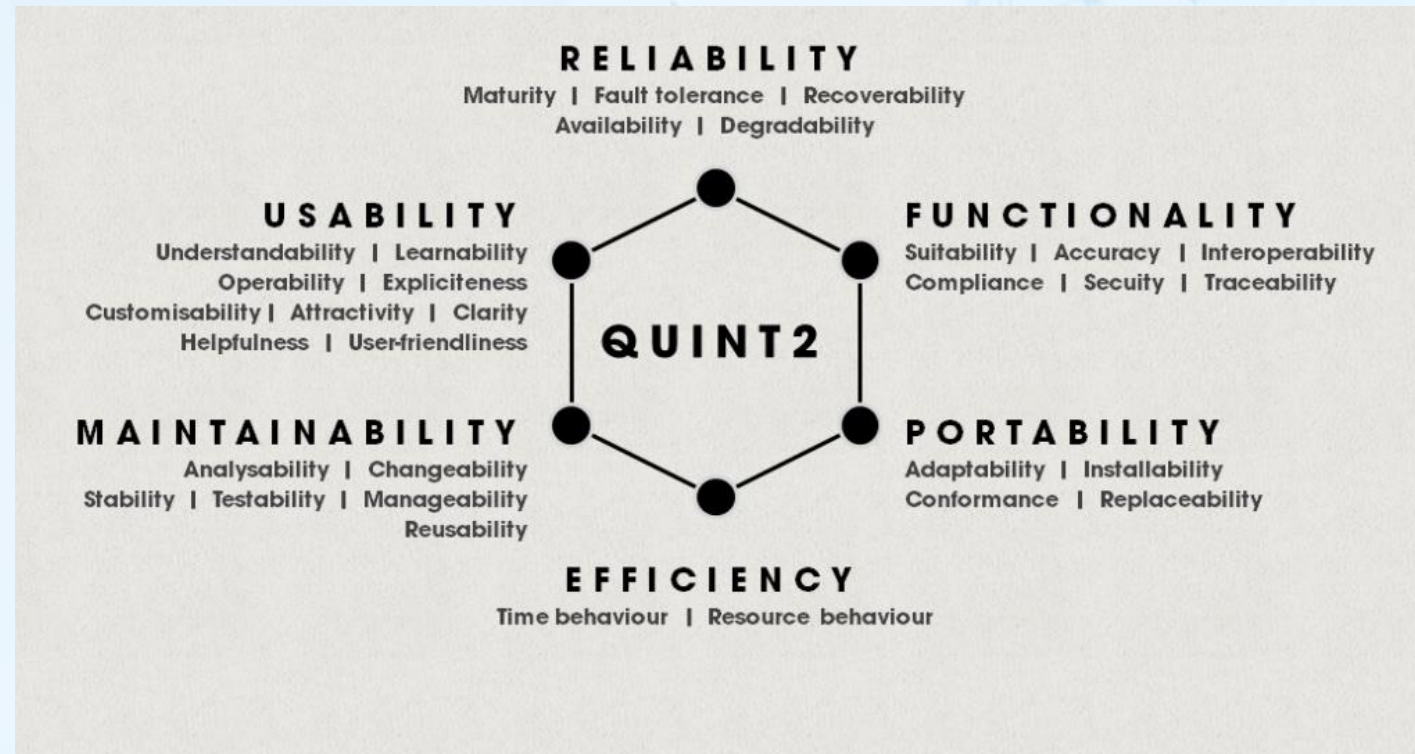 RELIABILITY
Maturity | Fault tolerance | Recoverability
Availability | Degradability
USABILITY
Understandability | Learnability
Operability | Expliciteness
Customisability | Attractivity | Clarity
Helpfulness | User-friendliness
FUNCTIONALITY
Suitability | Accuracy | Interoperability
Compliance | Secuity | Traceability
QUINT2
MAINTAINABILITY
Analysability | Changeability
Stability | Testability | Manageability
Reusability
PORTABILITY
Adaptability | Installability
Conformance | Replaceability
EFFICIENCY
Time behaviour | Resource behaviour